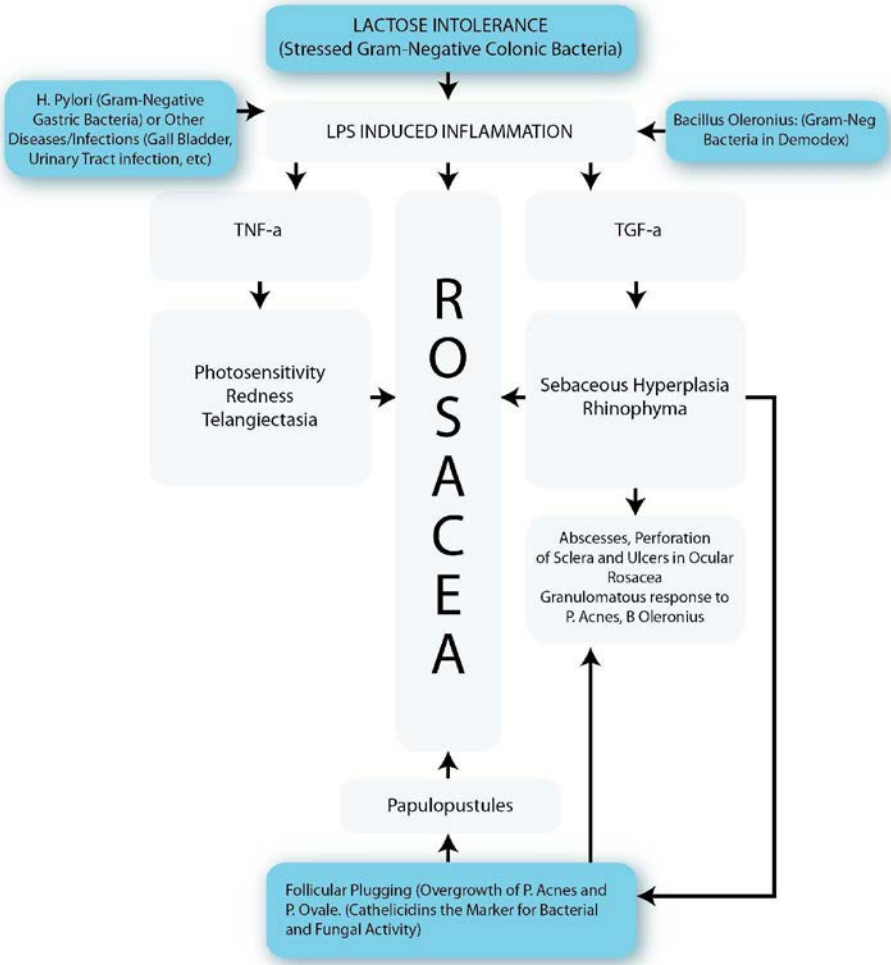 LACTOSE INTOLERANCE
(Stressed Gram-Negative Colonic Bacteria)
H. Pylori (Gram-Negative
Gastric Bacteria) or Other
Diseases/Infections (Gall Bladder,
Urinary Tract infection, etc)
LPS INDUCED INFLAMMATION
Bacillus Oleronius: (Gram-Neg
Bacteria in Demodex)
TNF-a
TGF-a
R
O
S
A
C
E
A
Photosensitivity
Redness
Telangiectasia
Sebaceous Hyperplasia
Rhinophyma
Abscesses, Perforation
of Sclera and Ulcers in Ocular
Rosacea
Granulomatous response to
P. Acnes, B Oleronius
Papulopustules
Follicular Plugging (Overgrowth of P. Acnes and
P. Ovale. (Cathelicidins the Marker for Bacterial
and Fungal Activity)